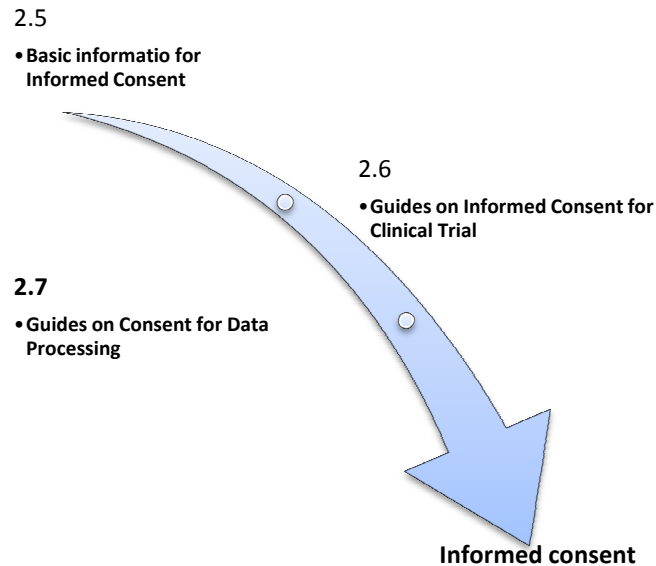 2.5
•Basic informatio for
Informed Consent
2.6
•Guides on Informed Consent for
Clinical Trial
2.7
•Guides on Consent for Data
Processing
Informed consent